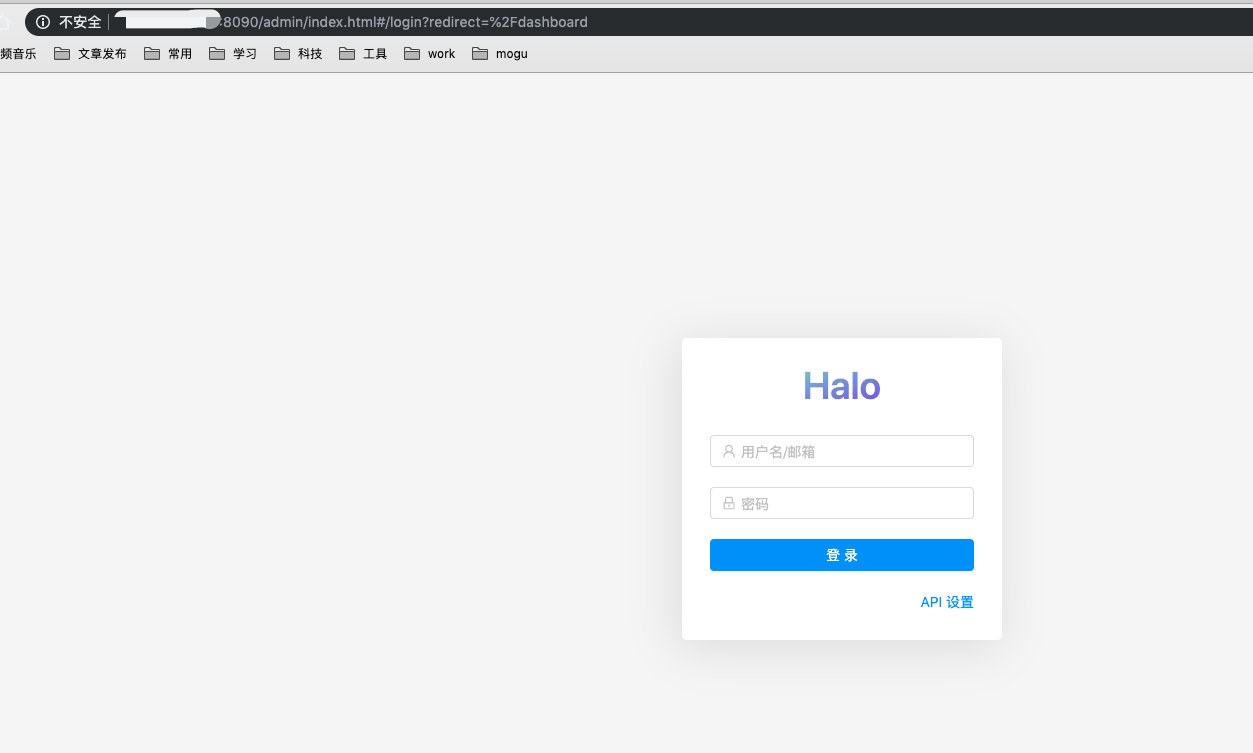 不安全 :8090/admin/index.html#/login?redirect=%2Fdashboard
频音乐 文章发布 常用 学习 科技 工具 work mogu
Halo
用户名/邮箱
密码
登 录
API 设置